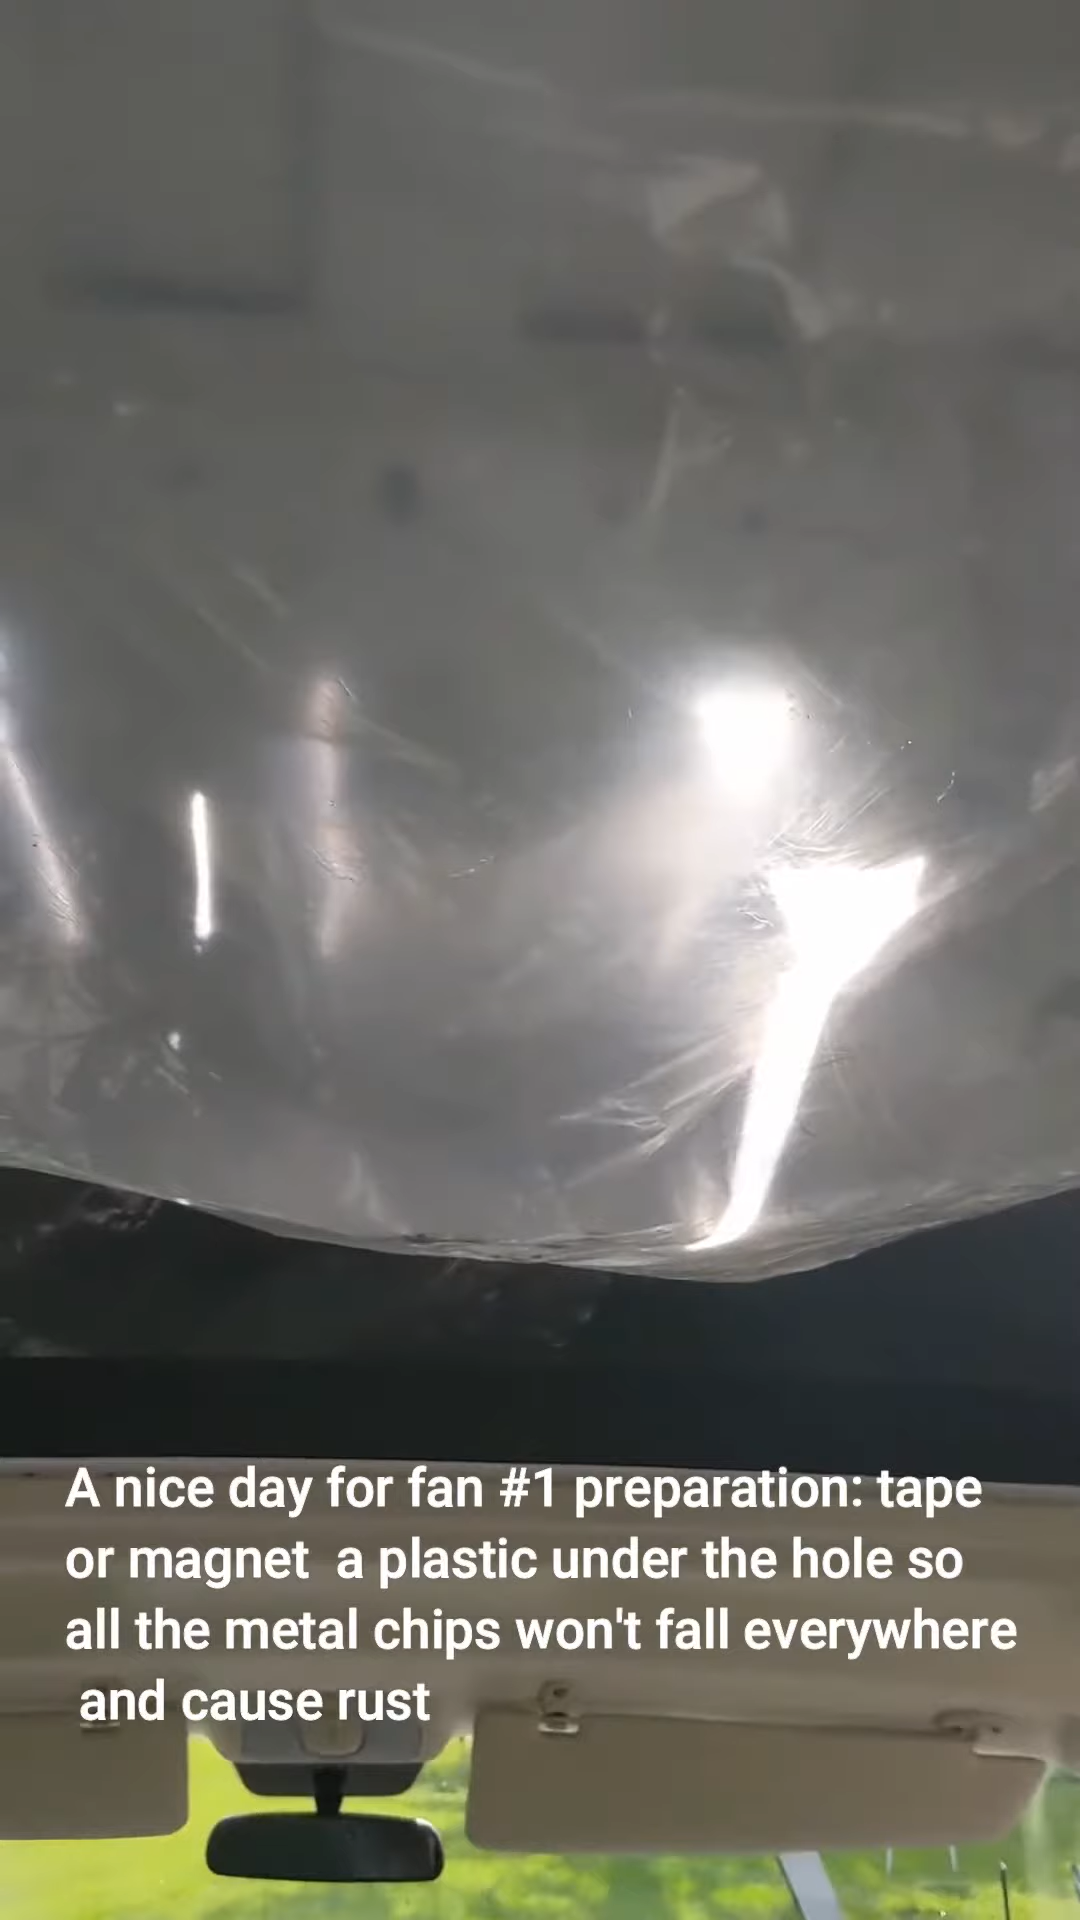 A nice day for fan #1 preparation: tape
or magnet  a plastic under the hole so
all the metal chips won't fall everywhere
and cause rust